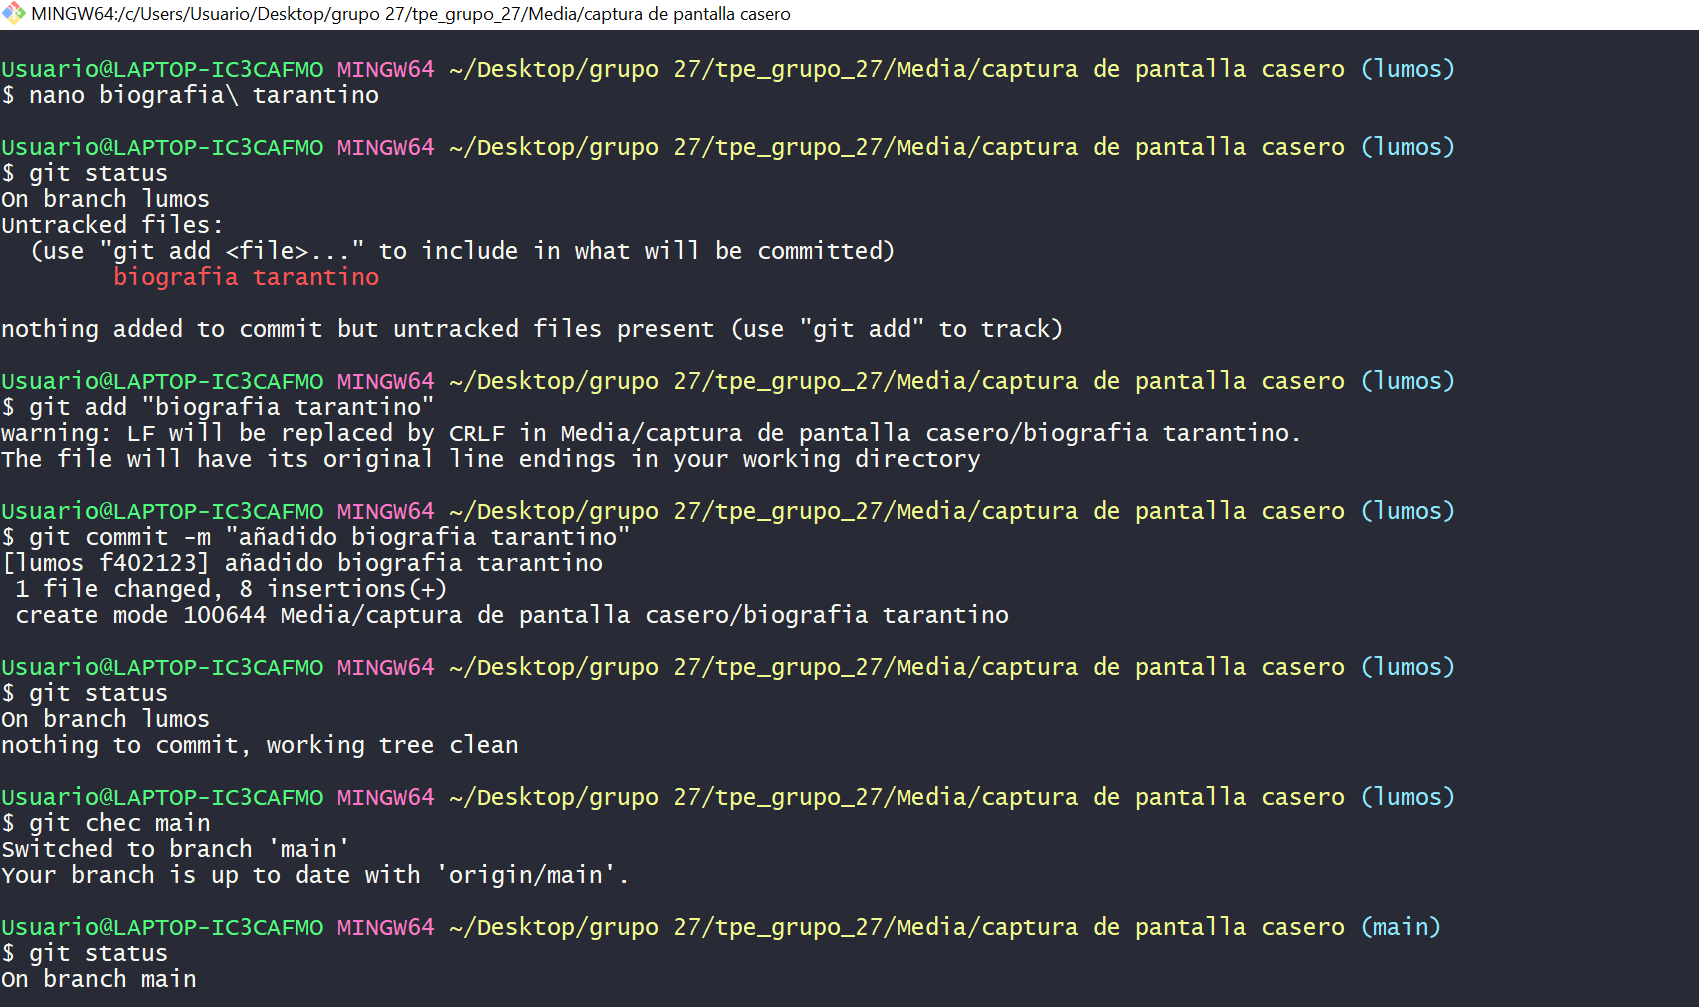 MINGW64:/c/Users/Usuario/Desktop/grupo 27/tpe_grupo_27/Media/captura de pantalla casero
Usuario@LAPTOP-IC3CAFMO MINGW64 ~/Desktop/grupo 27/tpe_grupo_27/Media/captura de pantalla casero (lumos)
$ nano biografia\ tarantino
Usuario@LAPTOP-IC3CAFMO MINGW64 ~/Desktop/grupo 27/tpe_grupo_27/Media/captura de pantalla casero (lumos)
$ git status
On branch lumos
Untracked files:
  (use "git add <file>..." to include in what will be committed)
        biografia tarantino
nothing added to commit but untracked files present (use "git add" to track)
Usuario@LAPTOP-IC3CAFMO MINGW64 ~/Desktop/grupo 27/tpe_grupo_27/Media/captura de pantalla casero (lumos)
$ git add "biografia tarantino"
warning: LF will be replaced by CRLF in Media/captura de pantalla casero/biografia tarantino.
The file will have its original line endings in your working directory
Usuario@LAPTOP-IC3CAFMO MINGW64 ~/Desktop/grupo 27/tpe_grupo_27/Media/captura de pantalla casero (lumos)
$ git commit -m "añadido biografia tarantino"
[lumos f402123] añadido biografia tarantino
 1 file changed, 8 insertions(+)
 create mode 100644 Media/captura de pantalla casero/biografia tarantino
Usuario@LAPTOP-IC3CAFMO MINGW64 ~/Desktop/grupo 27/tpe_grupo_27/Media/captura de pantalla casero (lumos)
$ git status
On branch lumos
nothing to commit, working tree clean
Usuario@LAPTOP-IC3CAFMO MINGW64 ~/Desktop/grupo 27/tpe_grupo_27/Media/captura de pantalla casero (lumos)
$ git chec main
Switched to branch 'main'
Your branch is up to date with 'origin/main'.
Usuario@LAPTOP-IC3CAFMO MINGW64 ~/Desktop/grupo 27/tpe_grupo_27/Media/captura de pantalla casero (main)
$ git status
On branch main